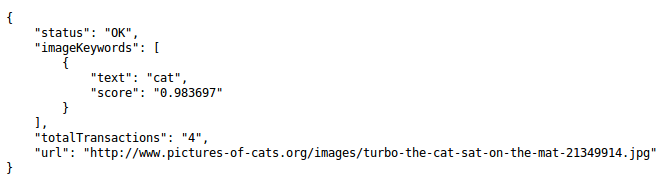 {
    "status": "OK",
    "imageKeywords": [
        {
            "text": "cat",
            "score": "0.983697"
        }
    ],
    "totalTransactions": "4",
    "url": "http://www.pictures-of-cats.org/images/turbo-the-cat-sat-on-the-mat-21349914.jpg"
}